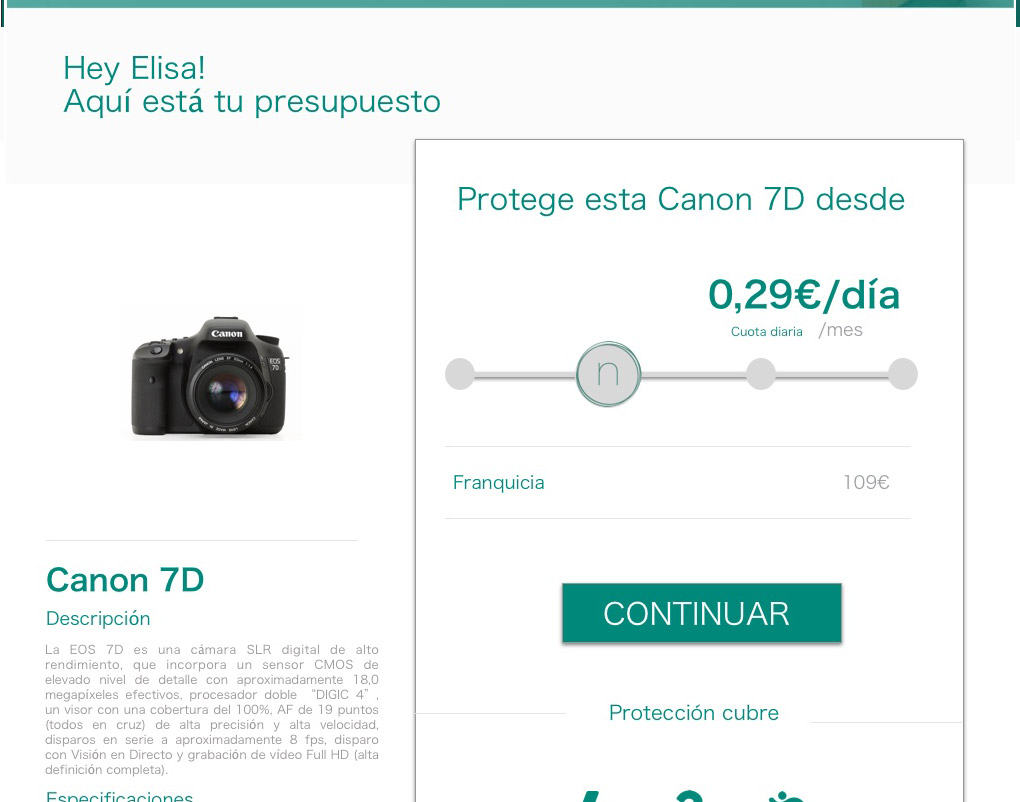 Hey Elisa!
Aquí está tu presupuesto
Protege esta Canon 7D desde
0,29€/día
Cuota diaria /mes
n
Franquicia 109€
CONTINUAR
Protección cubre
Canon
EOS
7D
Canon 7D
Descripción
La EOS 7D es una cámara SLR digital de alto
rendimiento, que incorpora un sensor CMOS de
elevado nivel de detalle con aproximadamente 18,0
megapíxeles efectivos, procesador doble “DIGIC 4”,
un visor con una cobertura del 100%, AF de 19 puntos
(todos en cruz) de alta precisión y alta velocidad,
disparos en serie a aproximadamente 8 fps, disparo
con Visión en Directo y grabación de vídeo Full HD (alta
definición completa).
Especificaciones